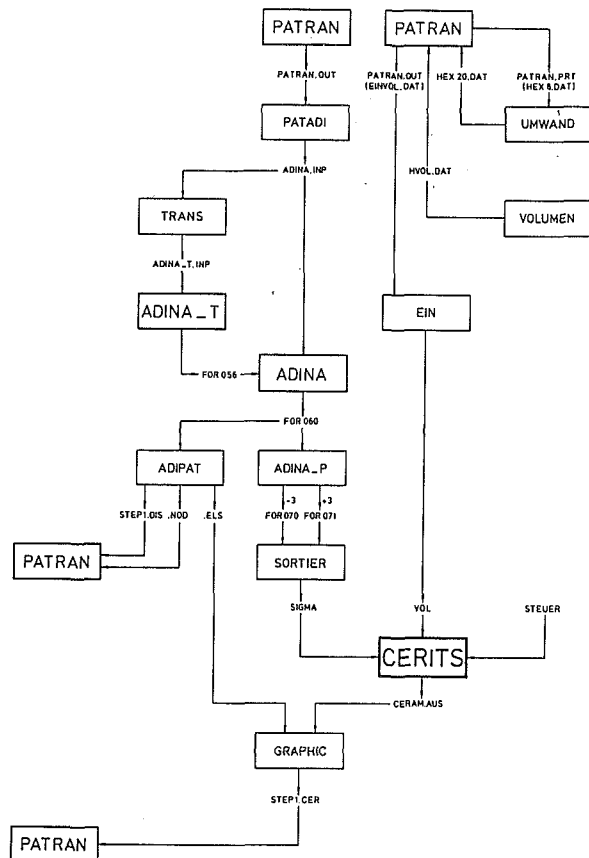 PATRAN
PATRAN
PATRAN.OUT
PATRAN.OUT
(EINVOL.DAT)
HEX 20.DAT
PATRAN.PRT
(HEX 8.DAT)
PATADI
UMWAND
ADINA.INP
HVOL.DAT
TRANS
VOLUMEN
ADINA_T.INP
ADINA_T
EIN
FOR 056
ADINA
FOR 060
ADIPAT
ADINA_P
-3
+3
STEP1.DIS
.NOD
.ELS
FOR 070
FOR 071
PATRAN
SORTIER
SIGMA
VOL
STEUER
CERITS
CERAM.AUS
GRAPHIC
STEP1.CER
PATRAN